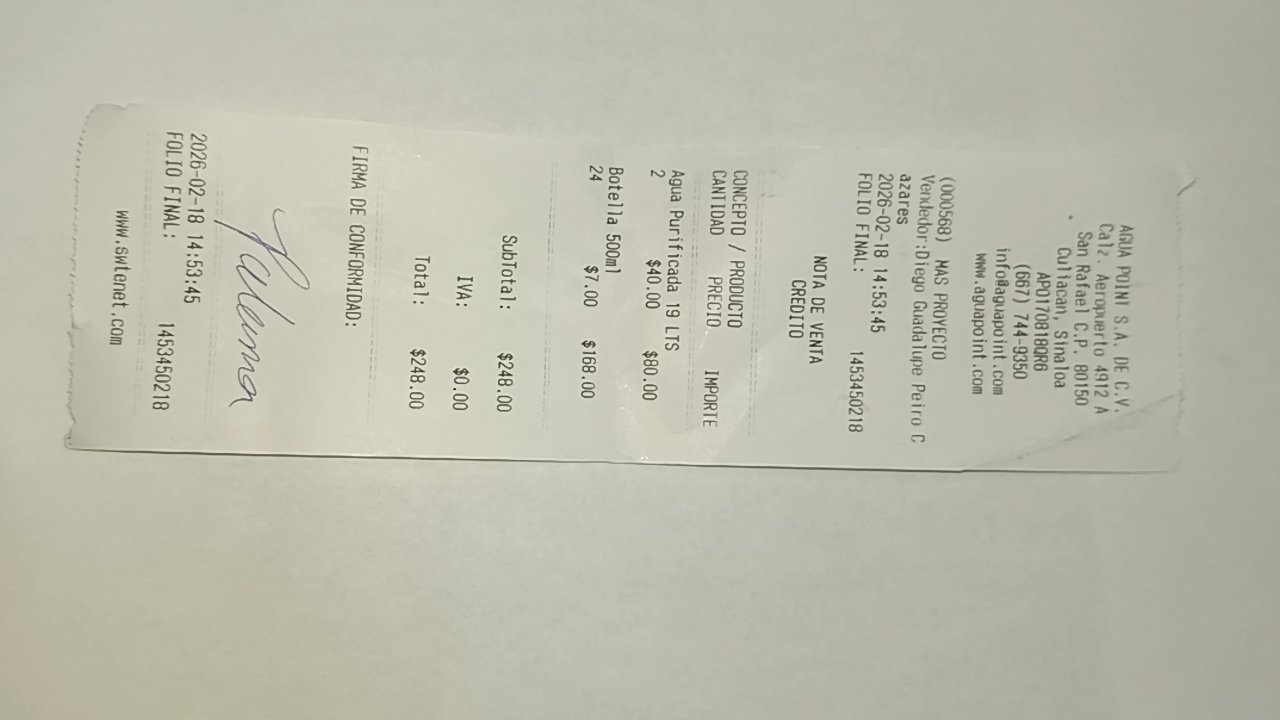 AGUA POINT S.A. DE C.V.
Calz. Aeropuerto 4912 A
San Rafael C.P. 80150
Culiacan, Sinaloa
APO170818QR6
(667) 744-9350
info@aguapoint.com
www.aguapoint.com
(000568) MAS PROYECTO
Vendedor:Diego Guadalupe Peiro C
azares
2026-02-18 14:53:45
FOLIO FINAL: 1453450218
NOTA DE VENTA
CREDITO
CONCEPTO / PRODUCTO
CANTIDAD PRECIO IMPORTE
Agua Purificada 19 LTS
2 $40.00 $80.00
Botella 500ml
24 $7.00 $168.00
SubTotal: $248.00
IVA: $0.00
Total: $248.00
FIRMA DE CONFORMIDAD:
2026-02-18 14:53:45
FOLIO FINAL: 1453450218
www.swtenet.com